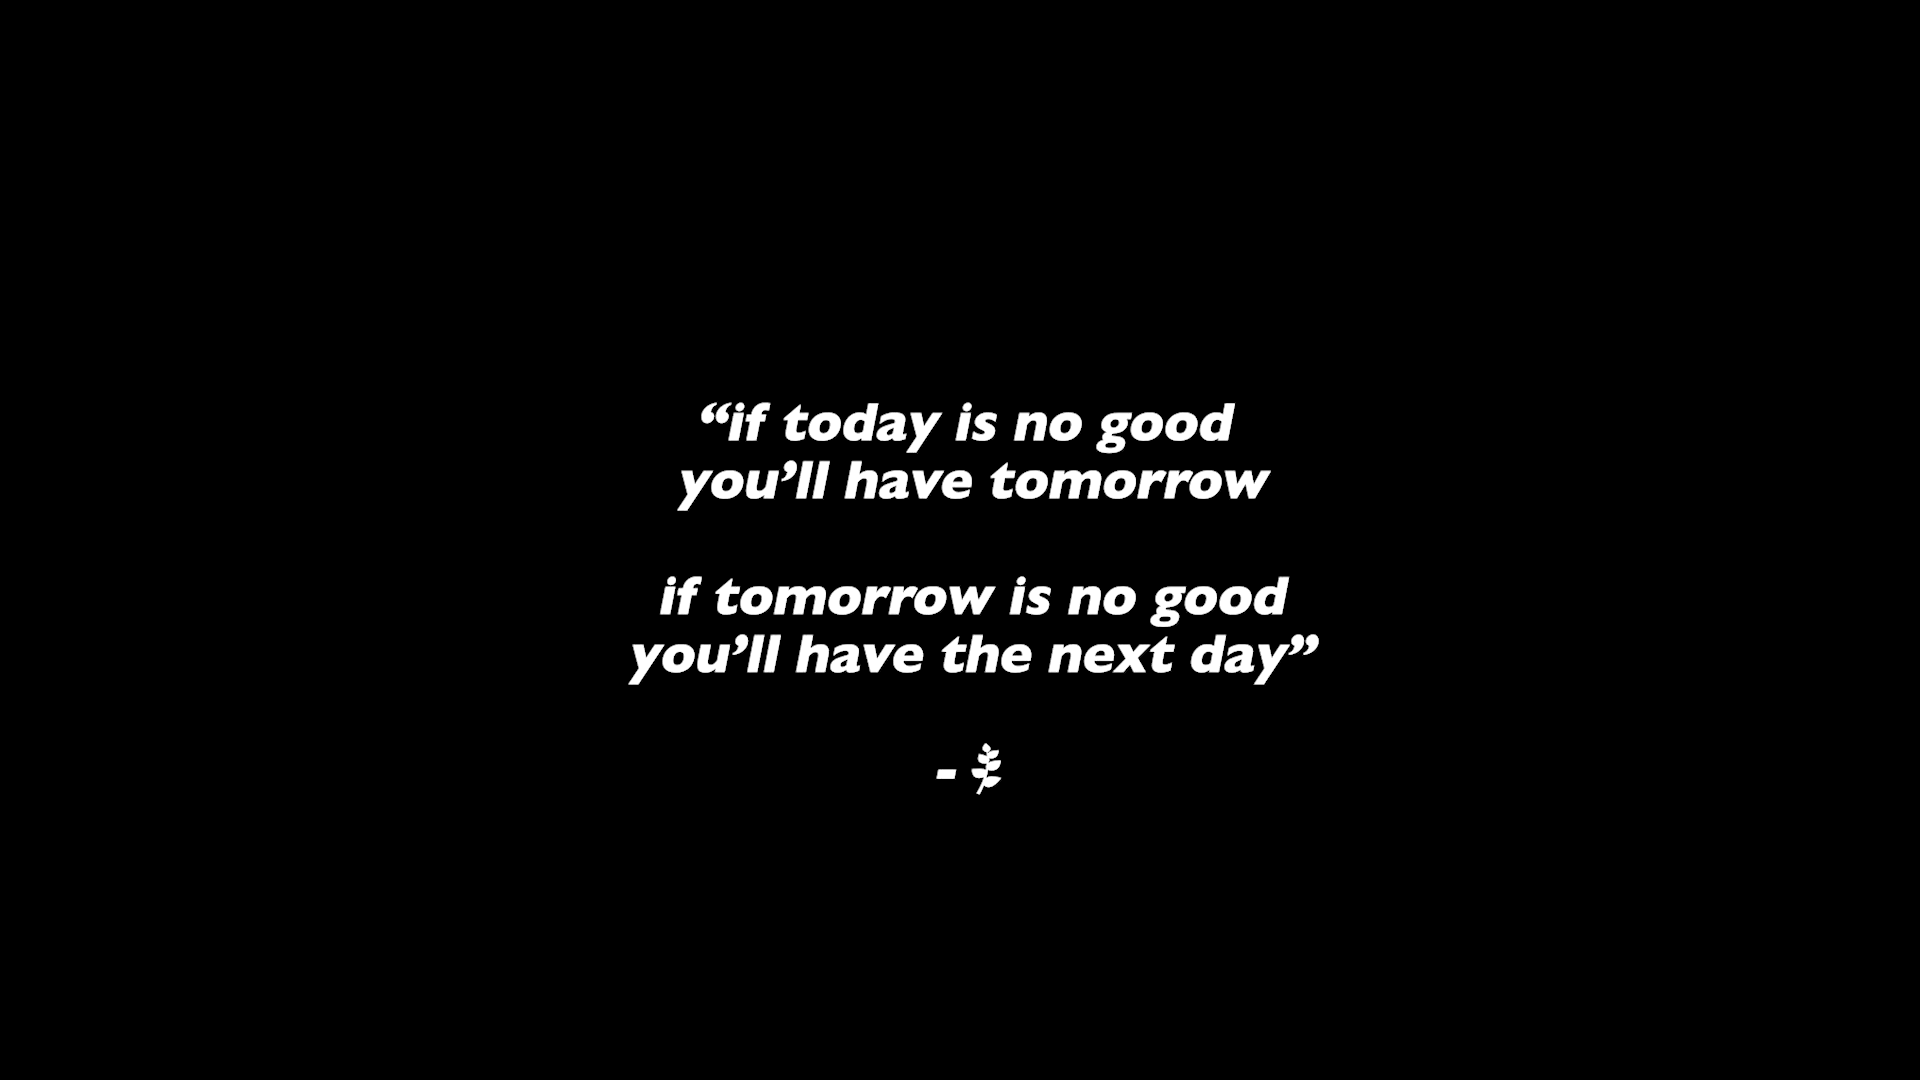 “if today is no good
you’ll have tomorrow
if tomorrow is no good
you’ll have the next day”
-